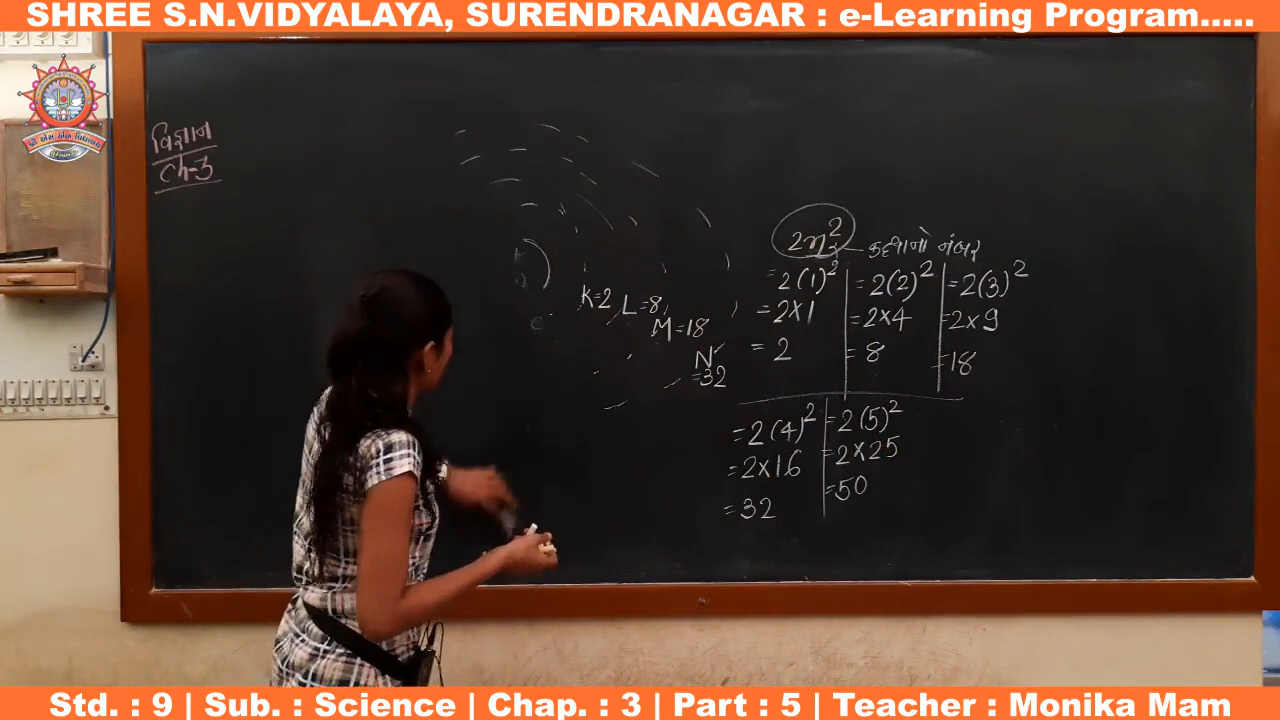 SHREE S.N.VIDYALAYA, SURENDRANAGAR : e-Learning Program.....
વિજ્ઞાન
Ch-3
2n² કક્ષાનો નંબર
= 2(1)² = 2(2)² = 2(3)²
= 2×1 = 2×4 = 2×9
= 2 = 8 = 18
K=2 L=8
M=18
N
=32
= 2(4)² = 2(5)²
= 2×16 = 2×25
= 32 = 50
Std. : 9 | Sub. : Science | Chap. : 3 | Part : 5 | Teacher : Monika Mam